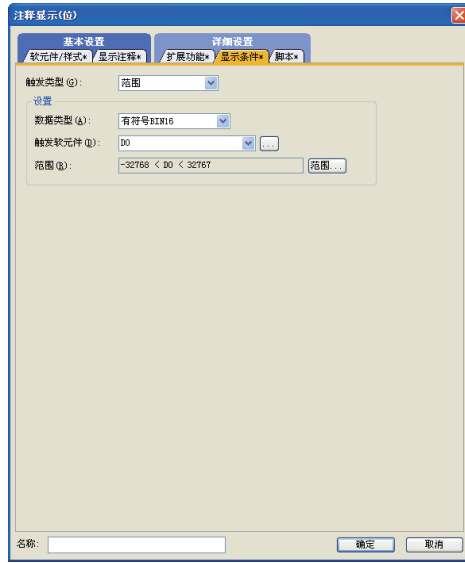 注释显示(位)
基本设置 详细设置
软元件/样式* 显示注释* 扩展功能* 显示条件* 脚本*
触发类型(G): 范围
设置
数据类型(A): 有符号BIN16
触发软元件(D): D0 ...
范围(R): -32768 < D0 < 32767 范围...
名称: 确定 取消